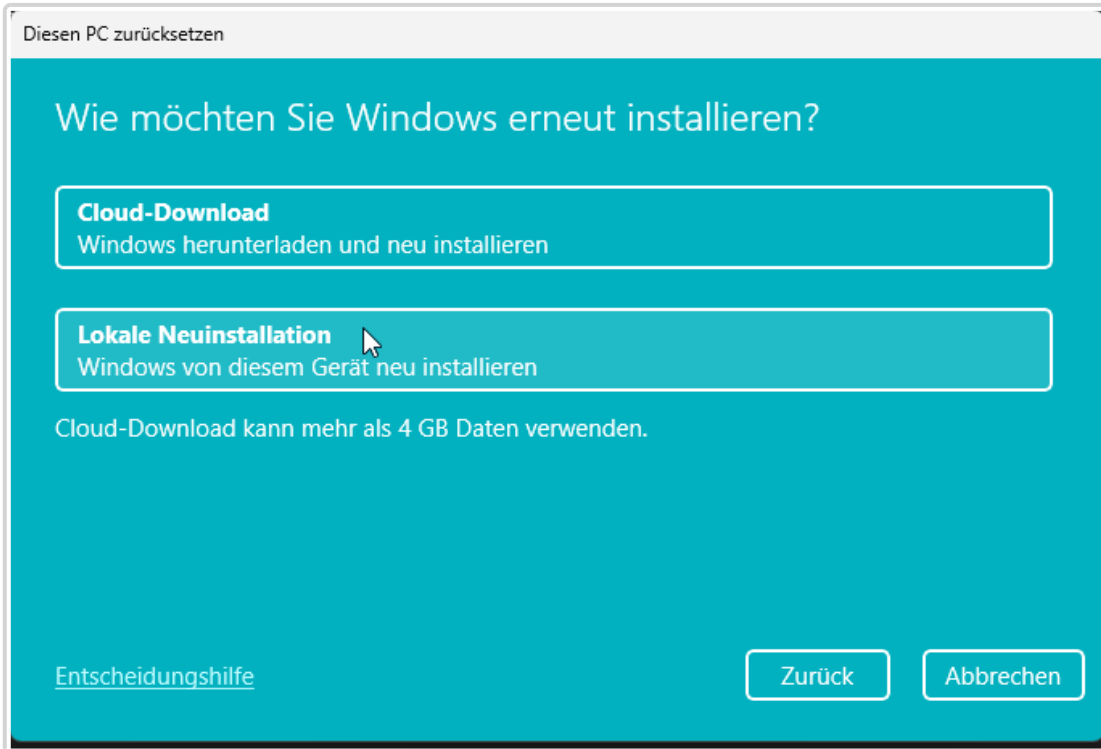 Diesen PC zurücksetzen
Wie möchten Sie Windows erneut installieren?
Cloud-Download
Windows herunterladen und neu installieren
Lokale Neuinstallation
Windows von diesem Gerät neu installieren
Cloud-Download kann mehr als 4 GB Daten verwenden.
Entscheidungshilfe
Zurück
Abbrechen